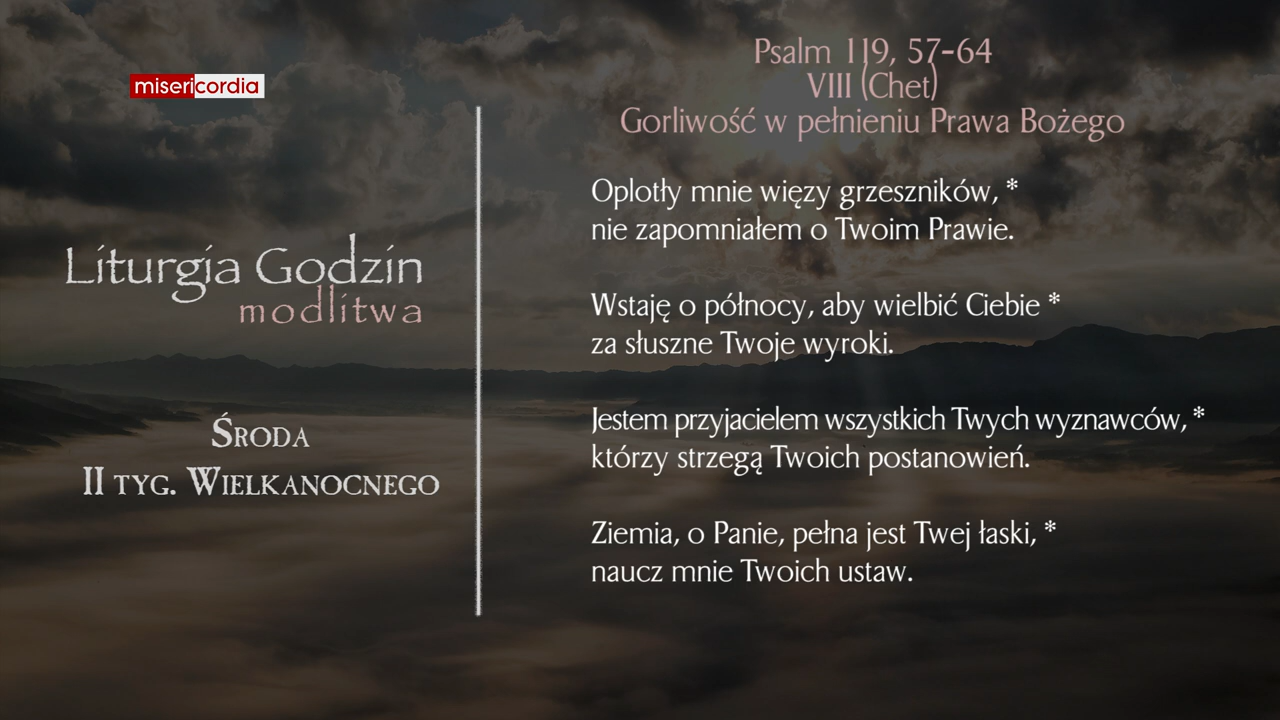 misericordia
Liturgia Godzin
modlitwa
Środa
II tyg. Wielkanocnego
Psalm 119, 57-64
VIII (Chet)
Gorliwość w pełnieniu Prawa Bożego
Oplotły mnie więzy grzeszników, *
nie zapomniałem o Twoim Prawie.
Wstaję o północy, aby wielbić Ciebie *
za słuszne Twoje wyroki.
Jestem przyjacielem wszystkich Twych wyznawców, *
którzy strzegą Twoich postanowień.
Ziemia, o Panie, pełna jest Twej łaski, *
naucz mnie Twoich ustaw.